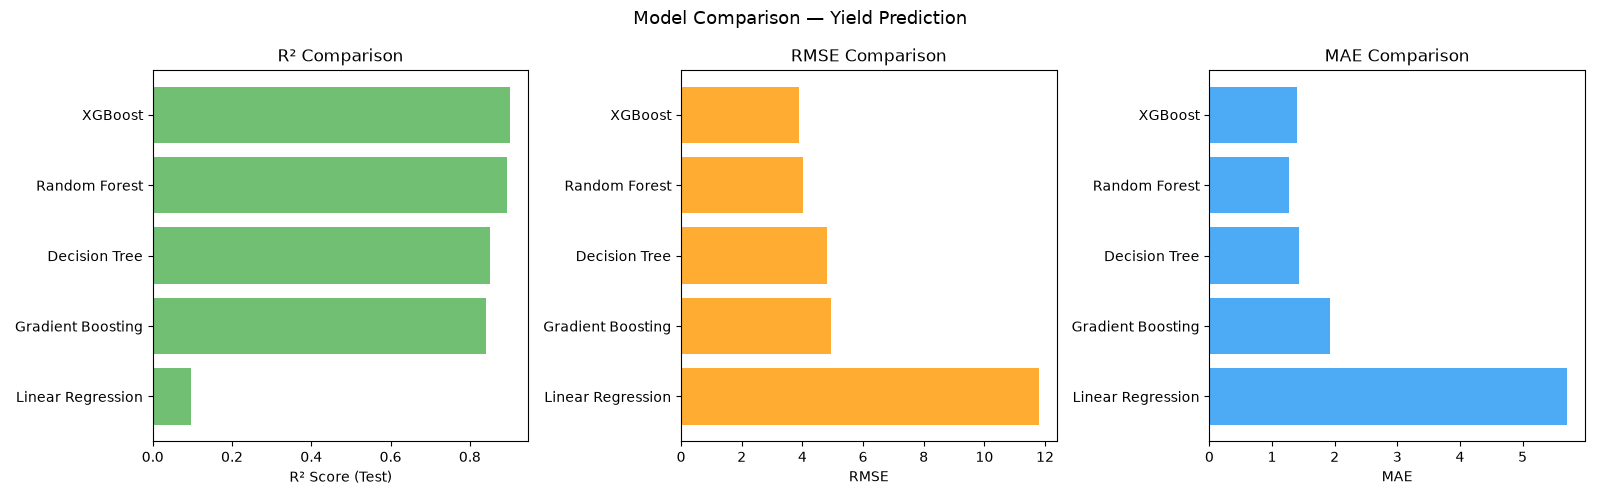 Model Comparison — Yield Prediction
R² Comparison
XGBoost
Random Forest
Decision Tree
Gradient Boosting
Linear Regression
0.0 0.2 0.4 0.6 0.8
R² Score (Test)
RMSE Comparison
XGBoost
Random Forest
Decision Tree
Gradient Boosting
Linear Regression
0 2 4 6 8 10 12
RMSE
MAE Comparison
XGBoost
Random Forest
Decision Tree
Gradient Boosting
Linear Regression
0 1 2 3 4 5
MAE